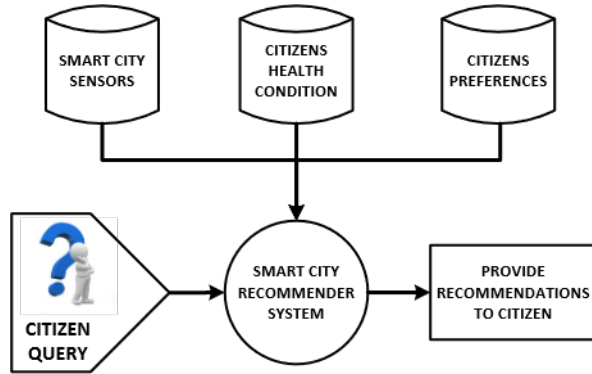 SMART CITY
SENSORS
CITIZENS
HEALTH
CONDITION
CITIZENS
PREFERENCES
CITIZEN
QUERY
SMART CITY
RECOMMENDER
SYSTEM
PROVIDE
RECOMMENDATIONS
TO CITIZEN